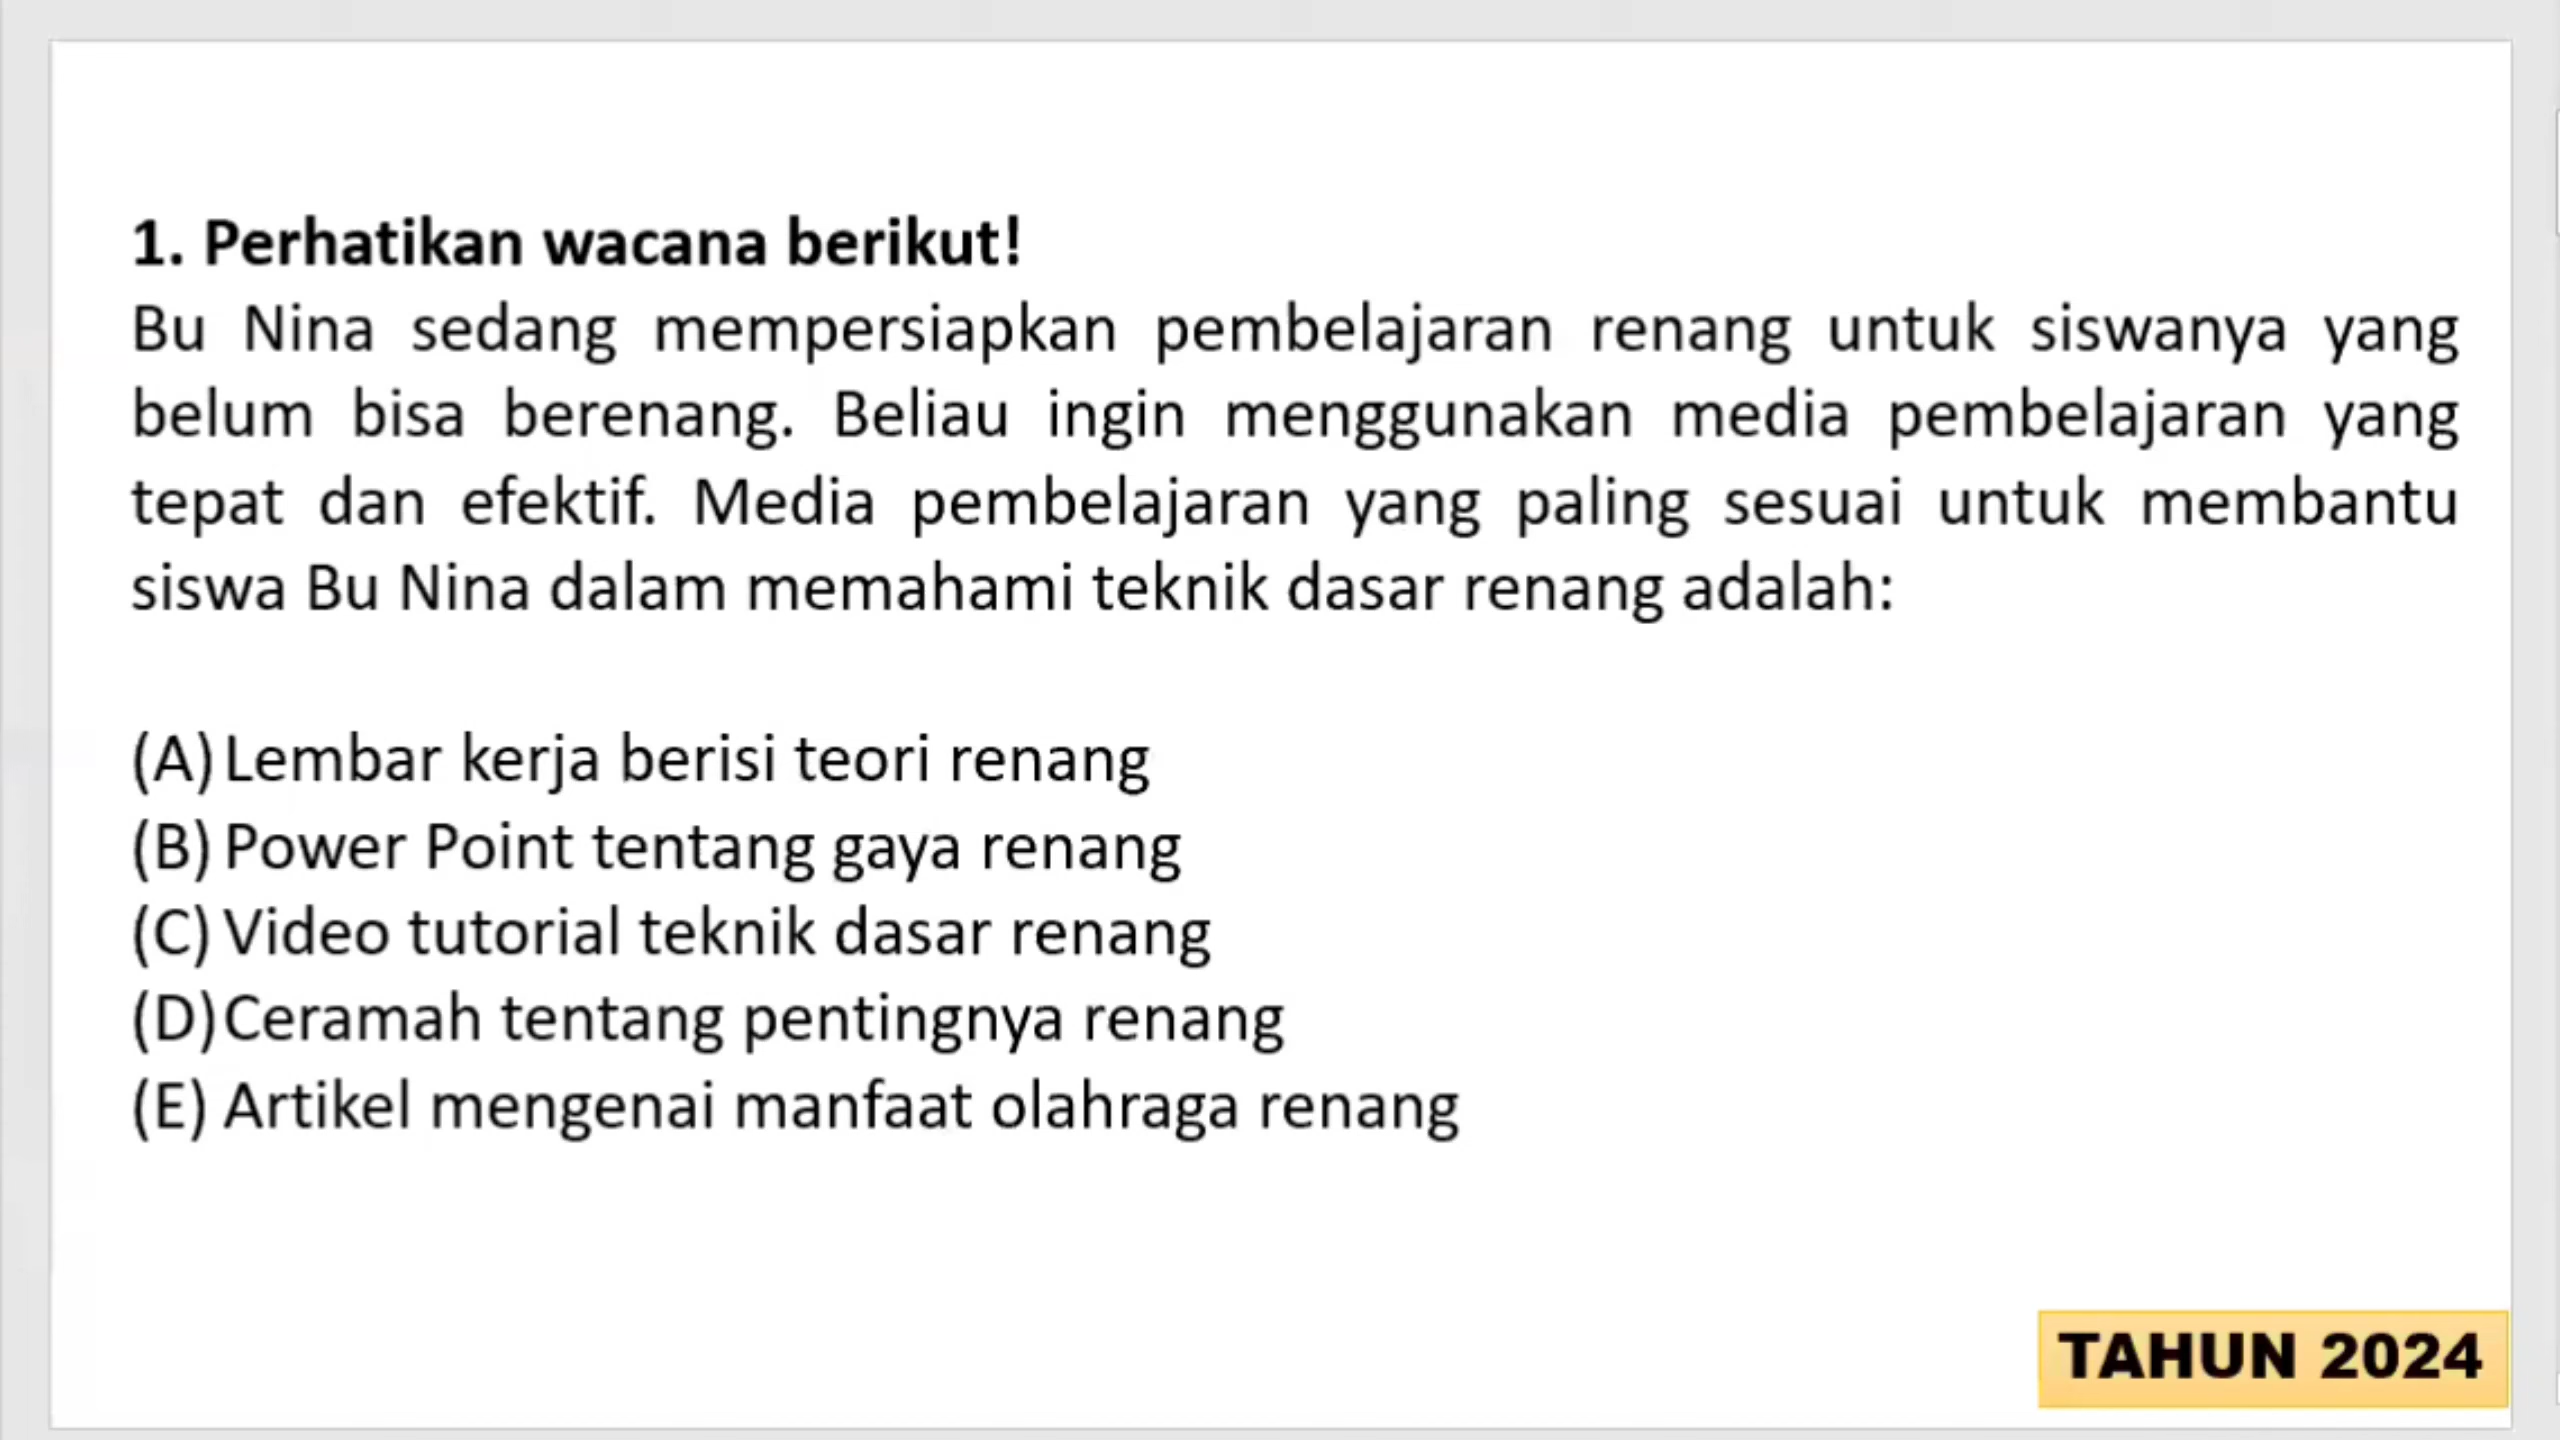 1. Perhatikan wacana berikut!
Bu Nina sedang mempersiapkan pembelajaran renang untuk siswanya yang
belum bisa berenang. Beliau ingin menggunakan media pembelajaran yang
tepat dan efektif. Media pembelajaran yang paling sesuai untuk membantu
siswa Bu Nina dalam memahami teknik dasar renang adalah:
(A) Lembar kerja berisi teori renang
(B) Power Point tentang gaya renang
(C) Video tutorial teknik dasar renang
(D) Ceramah tentang pentingnya renang
(E) Artikel mengenai manfaat olahraga renang
TAHUN 2024